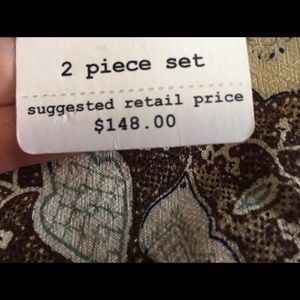 2 piece set
suggested retail price
$148.00